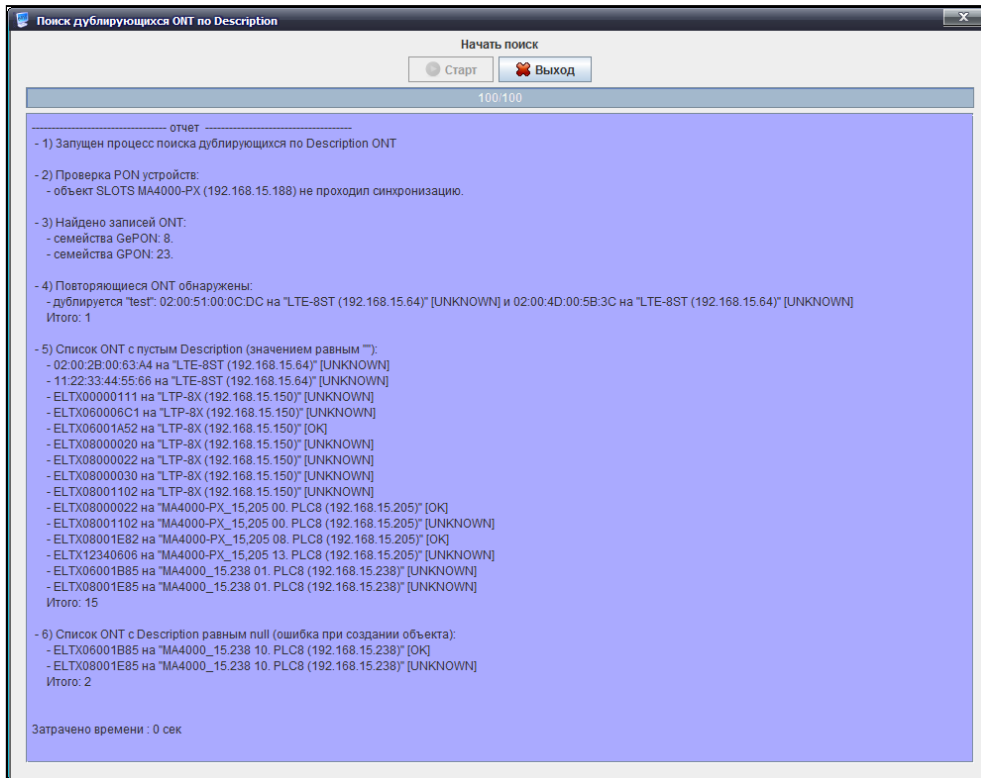 Поиск дублирующихся ONT по Description
X
Начать поиск
Старт
Выход
100/100
---------------------------------- отчет -------------------------------------
- 1) Запущен процесс поиска дублирующихся по Description ONT
- 2) Проверка PON устройств:
- объект SLOTS MA4000-PX (192.168.15.188) не проходил синхронизацию.
- 3) Найдено записей ONT:
- семейства GePON: 8.
- семейства GPON: 23.
- 4) Повторяющиеся ONT обнаружены:
- дублируется "test": 02:00:51:00:0C:DC на "LTE-8ST (192.168.15.64)" [UNKNOWN] и 02:00:4D:00:5B:3C на "LTE-8ST (192.168.15.64)" [UNKNOWN]
Итого: 1
- 5) Список ONT с пустым Description (значением равным ""):
- 02:00:2B:00:63:A4 на "LTE-8ST (192.168.15.64)" [UNKNOWN]
- 11:22:33:44:55:66 на "LTE-8ST (192.168.15.64)" [UNKNOWN]
- ELTX00000111 на "LTP-8X (192.168.15.150)" [UNKNOWN]
- ELTX060006C1 на "LTP-8X (192.168.15.150)" [UNKNOWN]
- ELTX06001A52 на "LTP-8X (192.168.15.150)" [OK]
- ELTX08000020 на "LTP-8X (192.168.15.150)" [UNKNOWN]
- ELTX08000022 на "LTP-8X (192.168.15.150)" [UNKNOWN]
- ELTX08000030 на "LTP-8X (192.168.15.150)" [UNKNOWN]
- ELTX08001102 на "LTP-8X (192.168.15.150)" [UNKNOWN]
- ELTX08000022 на "MA4000-PX_15,205 00. PLC8 (192.168.15.205)" [OK]
- ELTX08001102 на "MA4000-PX_15,205 00. PLC8 (192.168.15.205)" [UNKNOWN]
- ELTX08001E82 на "MA4000-PX_15,205 08. PLC8 (192.168.15.205)" [OK]
- ELTX12340606 на "MA4000-PX_15,205 13. PLC8 (192.168.15.205)" [UNKNOWN]
- ELTX06001B85 на "MA4000_15.238 01. PLC8 (192.168.15.238)" [UNKNOWN]
- ELTX08001E85 на "MA4000_15.238 01. PLC8 (192.168.15.238)" [UNKNOWN]
Итого: 15
- 6) Список ONT с Description равным null (ошибка при создании объекта):
- ELTX06001B85 на "MA4000_15.238 10. PLC8 (192.168.15.238)" [OK]
- ELTX08001E85 на "MA4000_15.238 10. PLC8 (192.168.15.238)" [UNKNOWN]
Итого: 2
Затрачено времени : 0 сек